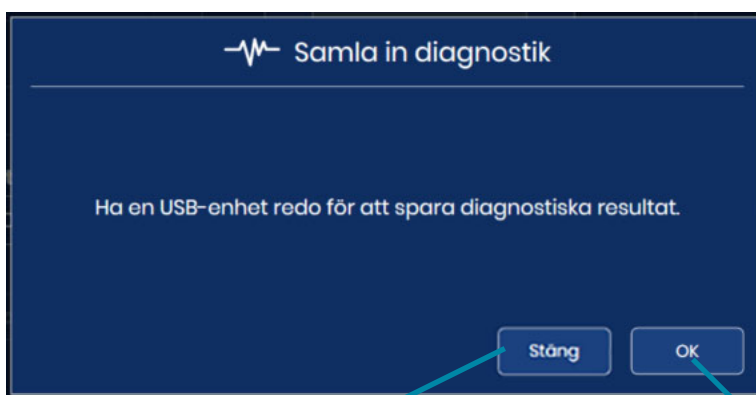 Samla in diagnostik
Ha en USB-enhet redo för att spara diagnostiska resultat.
Stäng OK